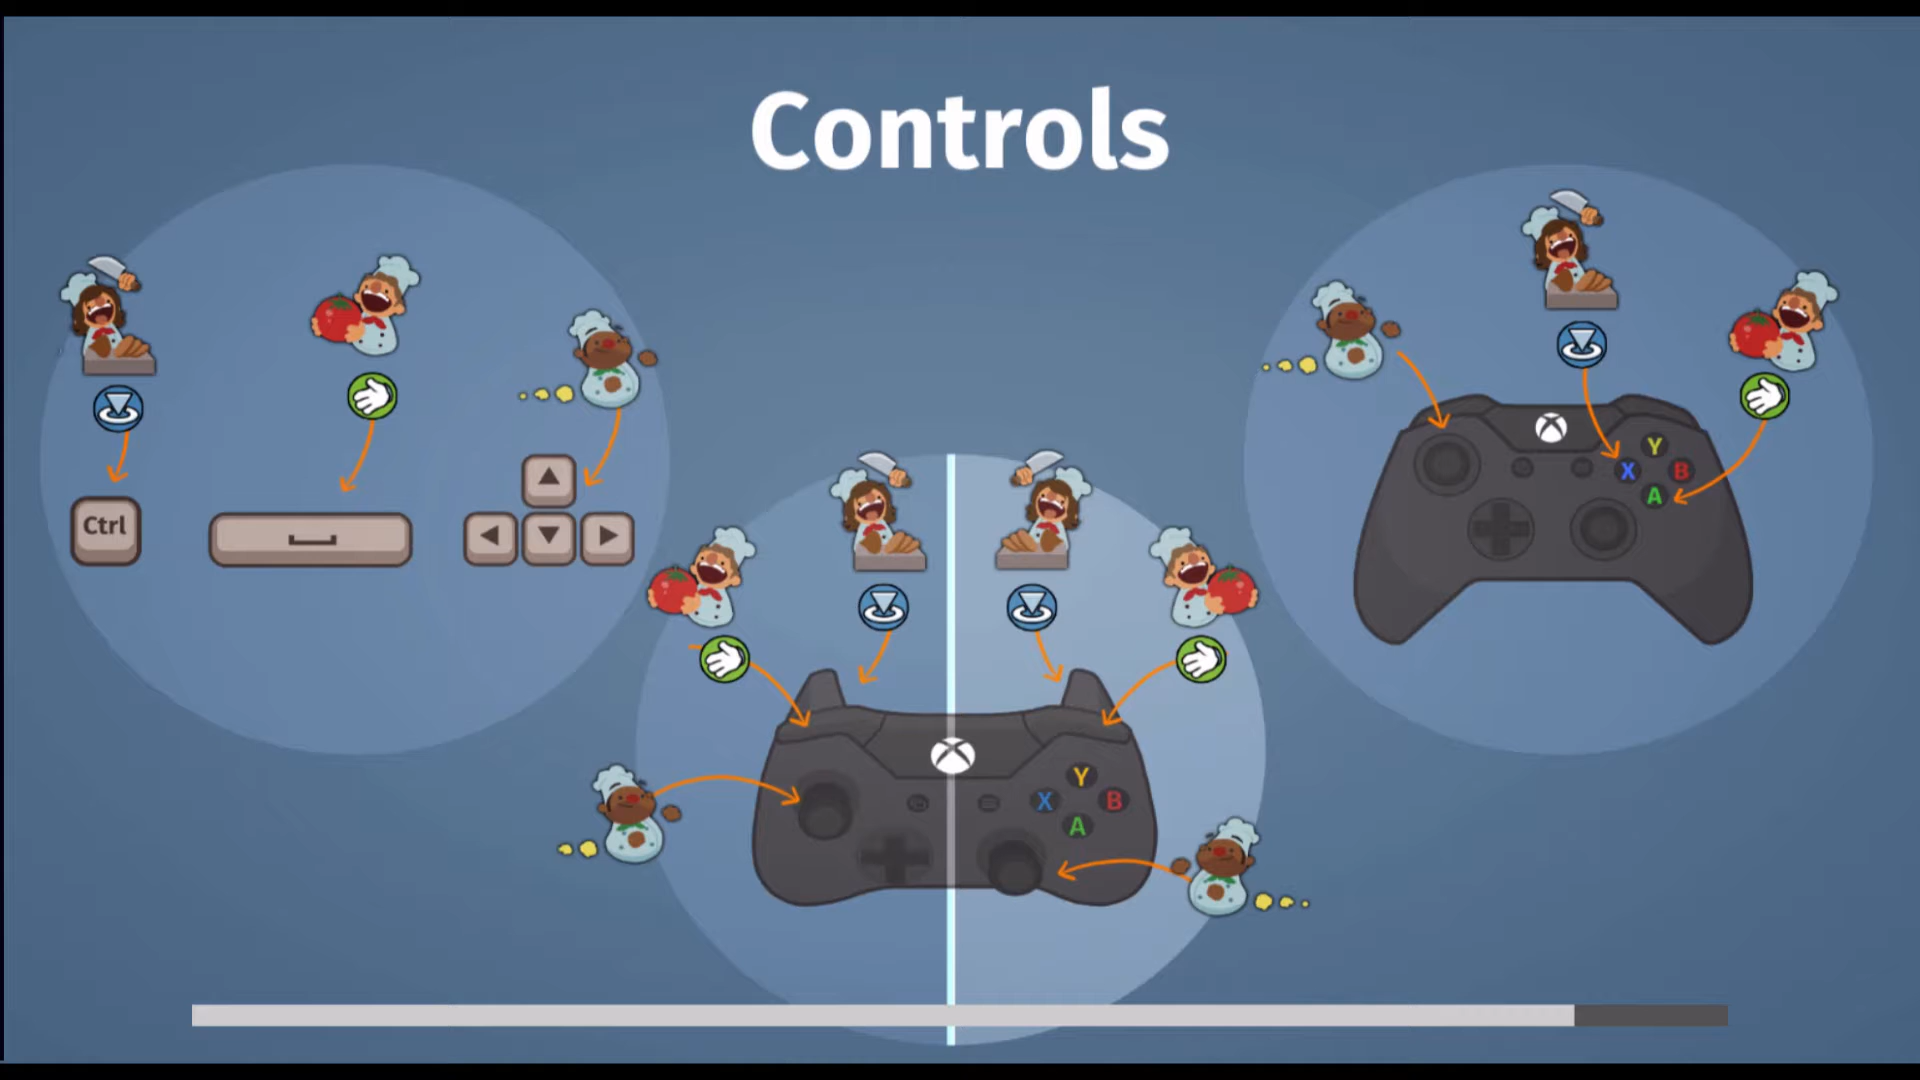 Controls
Ctrl
Y
X B
A
Y
X B
A